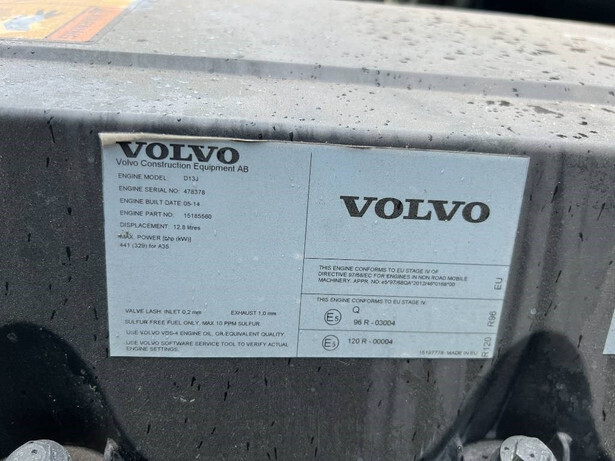 VOLVO
Volvo Construction Equipment AB
ENGINE MODEL D13J
ENGINE SERIAL NO: 478378
ENGINE BUILT DATE: 05-14
ENGINE PART NO: 15185560
DISPLACEMENT: 12.8 litres
MAX. POWER [bhp (kW)]
441 (329) for A35
VALVE LASH: INLET 0,2 mm EXHAUST 1,0 mm
SULFUR FREE FUEL ONLY, MAX 10 PPM SULFUR
USE VOLVO VDS-4 ENGINE OIL, OR EQUIVALENT QUALITY.
USE VOLVO SOFTWARE SERVICE TOOL TO VERIFY ACTUAL
ENGINE SETTINGS.
VOLVO
THIS ENGINE CONFORMS TO EU STAGE IV OF
DIRECTIVE 97/68/EC FOR ENGINES IN NON ROAD MOBILE
MACHINERY. APPR. NO:
EU
THIS ENGINE CONFORMS TO EU STAGE IV:
E5 Q
96 R - 03004
R96
E5 120 R - 00004
R120
MADE IN EU